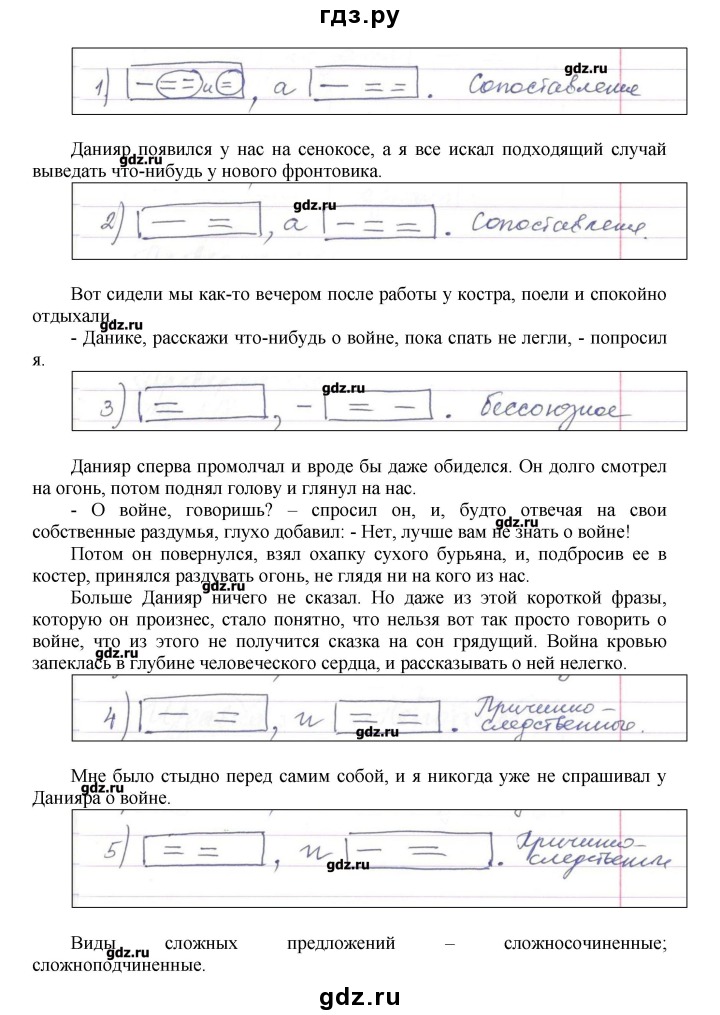 гдз.ру
1) [– = = и =], а [– = =]. Сопоставление
gdz.ru
Данияр появился у нас на сенокосе, а я все искал подходящий случай
выведать что-нибудь у нового фронтовика.
gdz.ru
2) [– =], а [– = =]. Сопоставление.
gdz.ru
Вот сидели мы как-то вечером после работы у костра, поели и спокойно
отдыхали.
gdz.ru
- Данике, расскажи что-нибудь о войне, пока спать не легли, - попросил
я.
3) [=], – [= –]. бессоюзное
gdz.ru
Данияр сперва промолчал и вроде бы даже обиделся. Он долго смотрел
на огонь, потом поднял голову и глянул на нас.
- О войне, говоришь? – спросил он, и, будто отвечая на свои
собственные раздумья, глухо добавил: - Нет, лучше вам не знать о войне!
gdz.ru
Потом он повернулся, взял охапку сухого бурьяна, и, подбросив ее в
костер, принялся раздувать огонь, не глядя ни на кого из нас.
gdz.ru
Больше Данияр ничего не сказал. Но даже из этой короткой фразы,
которую он произнес, стало понятно, что нельзя вот так просто говорить о
войне, что из этого не получится сказка на сон грядущий. Война кровью
запеклась в глубине человеческого сердца, и рассказывать о ней нелегко.
gdz.ru
4) [– =], и [= =]. Причинно-
следственное.
gdz.ru
Мне было стыдно перед самим собой, и я никогда уже не спрашивал у
Данияра о войне.
gdz.ru
5) [= =], и [– =]. Причинно-
следственные
gdz.ru
Виды сложных предложений – сложносочиненные;
сложноподчиненные.
gdz.ru
gdz.ru